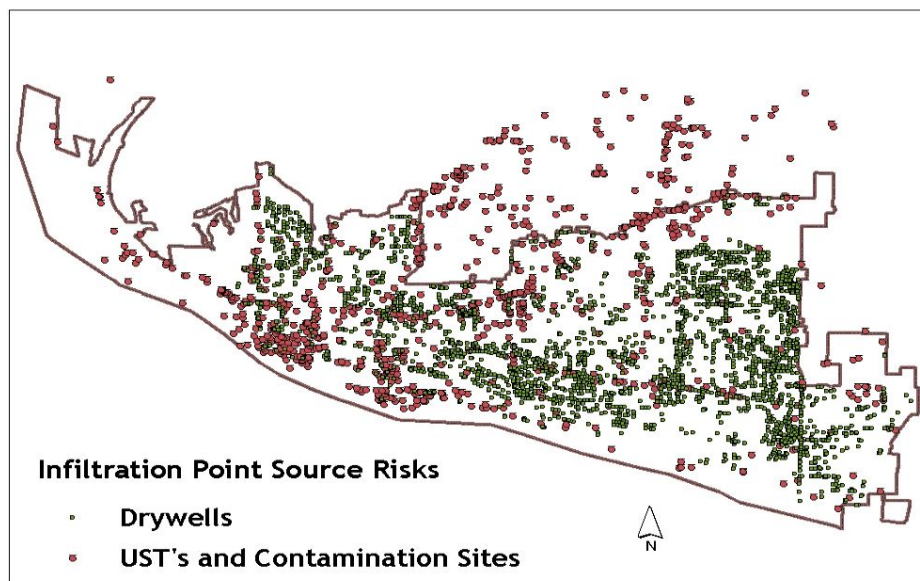 Infiltration Point Source Risks
Drywells
UST's and Contamination Sites
N